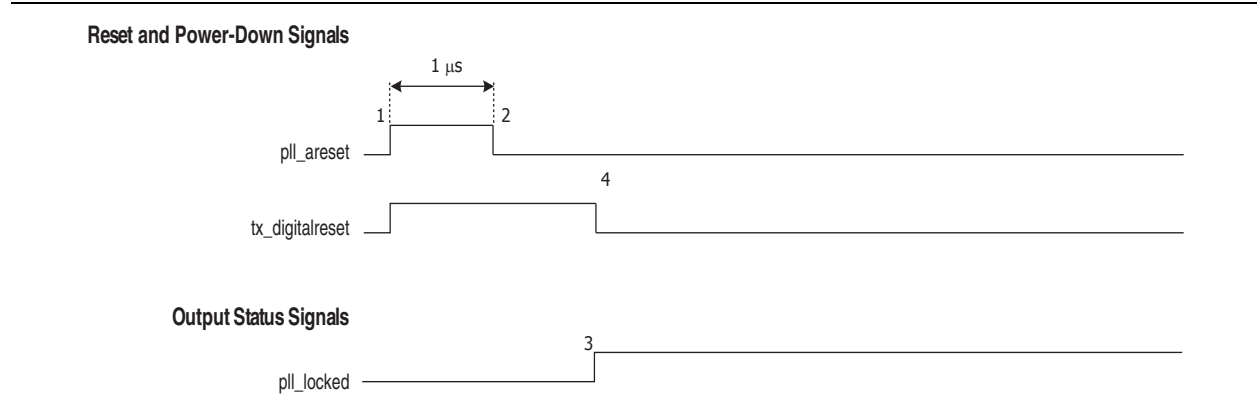 Reset and Power-Down Signals
1 μs
1
2
pll_areset
4
tx_digitalreset
Output Status Signals
3
pll_locked